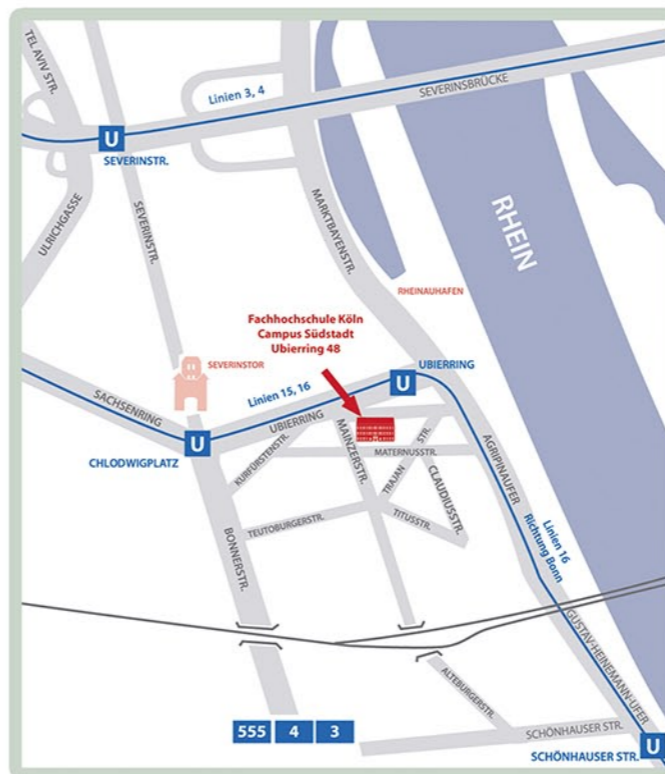 TEL AVIV STR.
Linien 3, 4
SEVERINSBRÜCKE
U
SEVERINSTR.
ULRICHGASSE
SEVERINSTR.
MARKTBAYENSTR.
RHEIN
RHEINAUHAFEN
Fachhochschule Köln
Campus Südstadt
Ubierring 48
SEVERINSTOR
UBIERRING
U
Linien 15, 16
SACHSENRING
UBIERRING
U
CHLODWIGPLATZ
KURFÜRSTENSTR.
MAINZERSTR.
MATERNUSSTR.
TRAJAN
STR.
CLAUDIUSSTR.
AGRIPINAUFER
TEUTOBURGERSTR.
TITUSSTR.
Linien 16
Richtung Bonn
BONNERSTR.
GUSTAV-HEINEMANN-UFER
ALTEBURGERSTR.
555
4
3
SCHÖNHAUSER STR.
U
SCHÖNHAUSER STR.